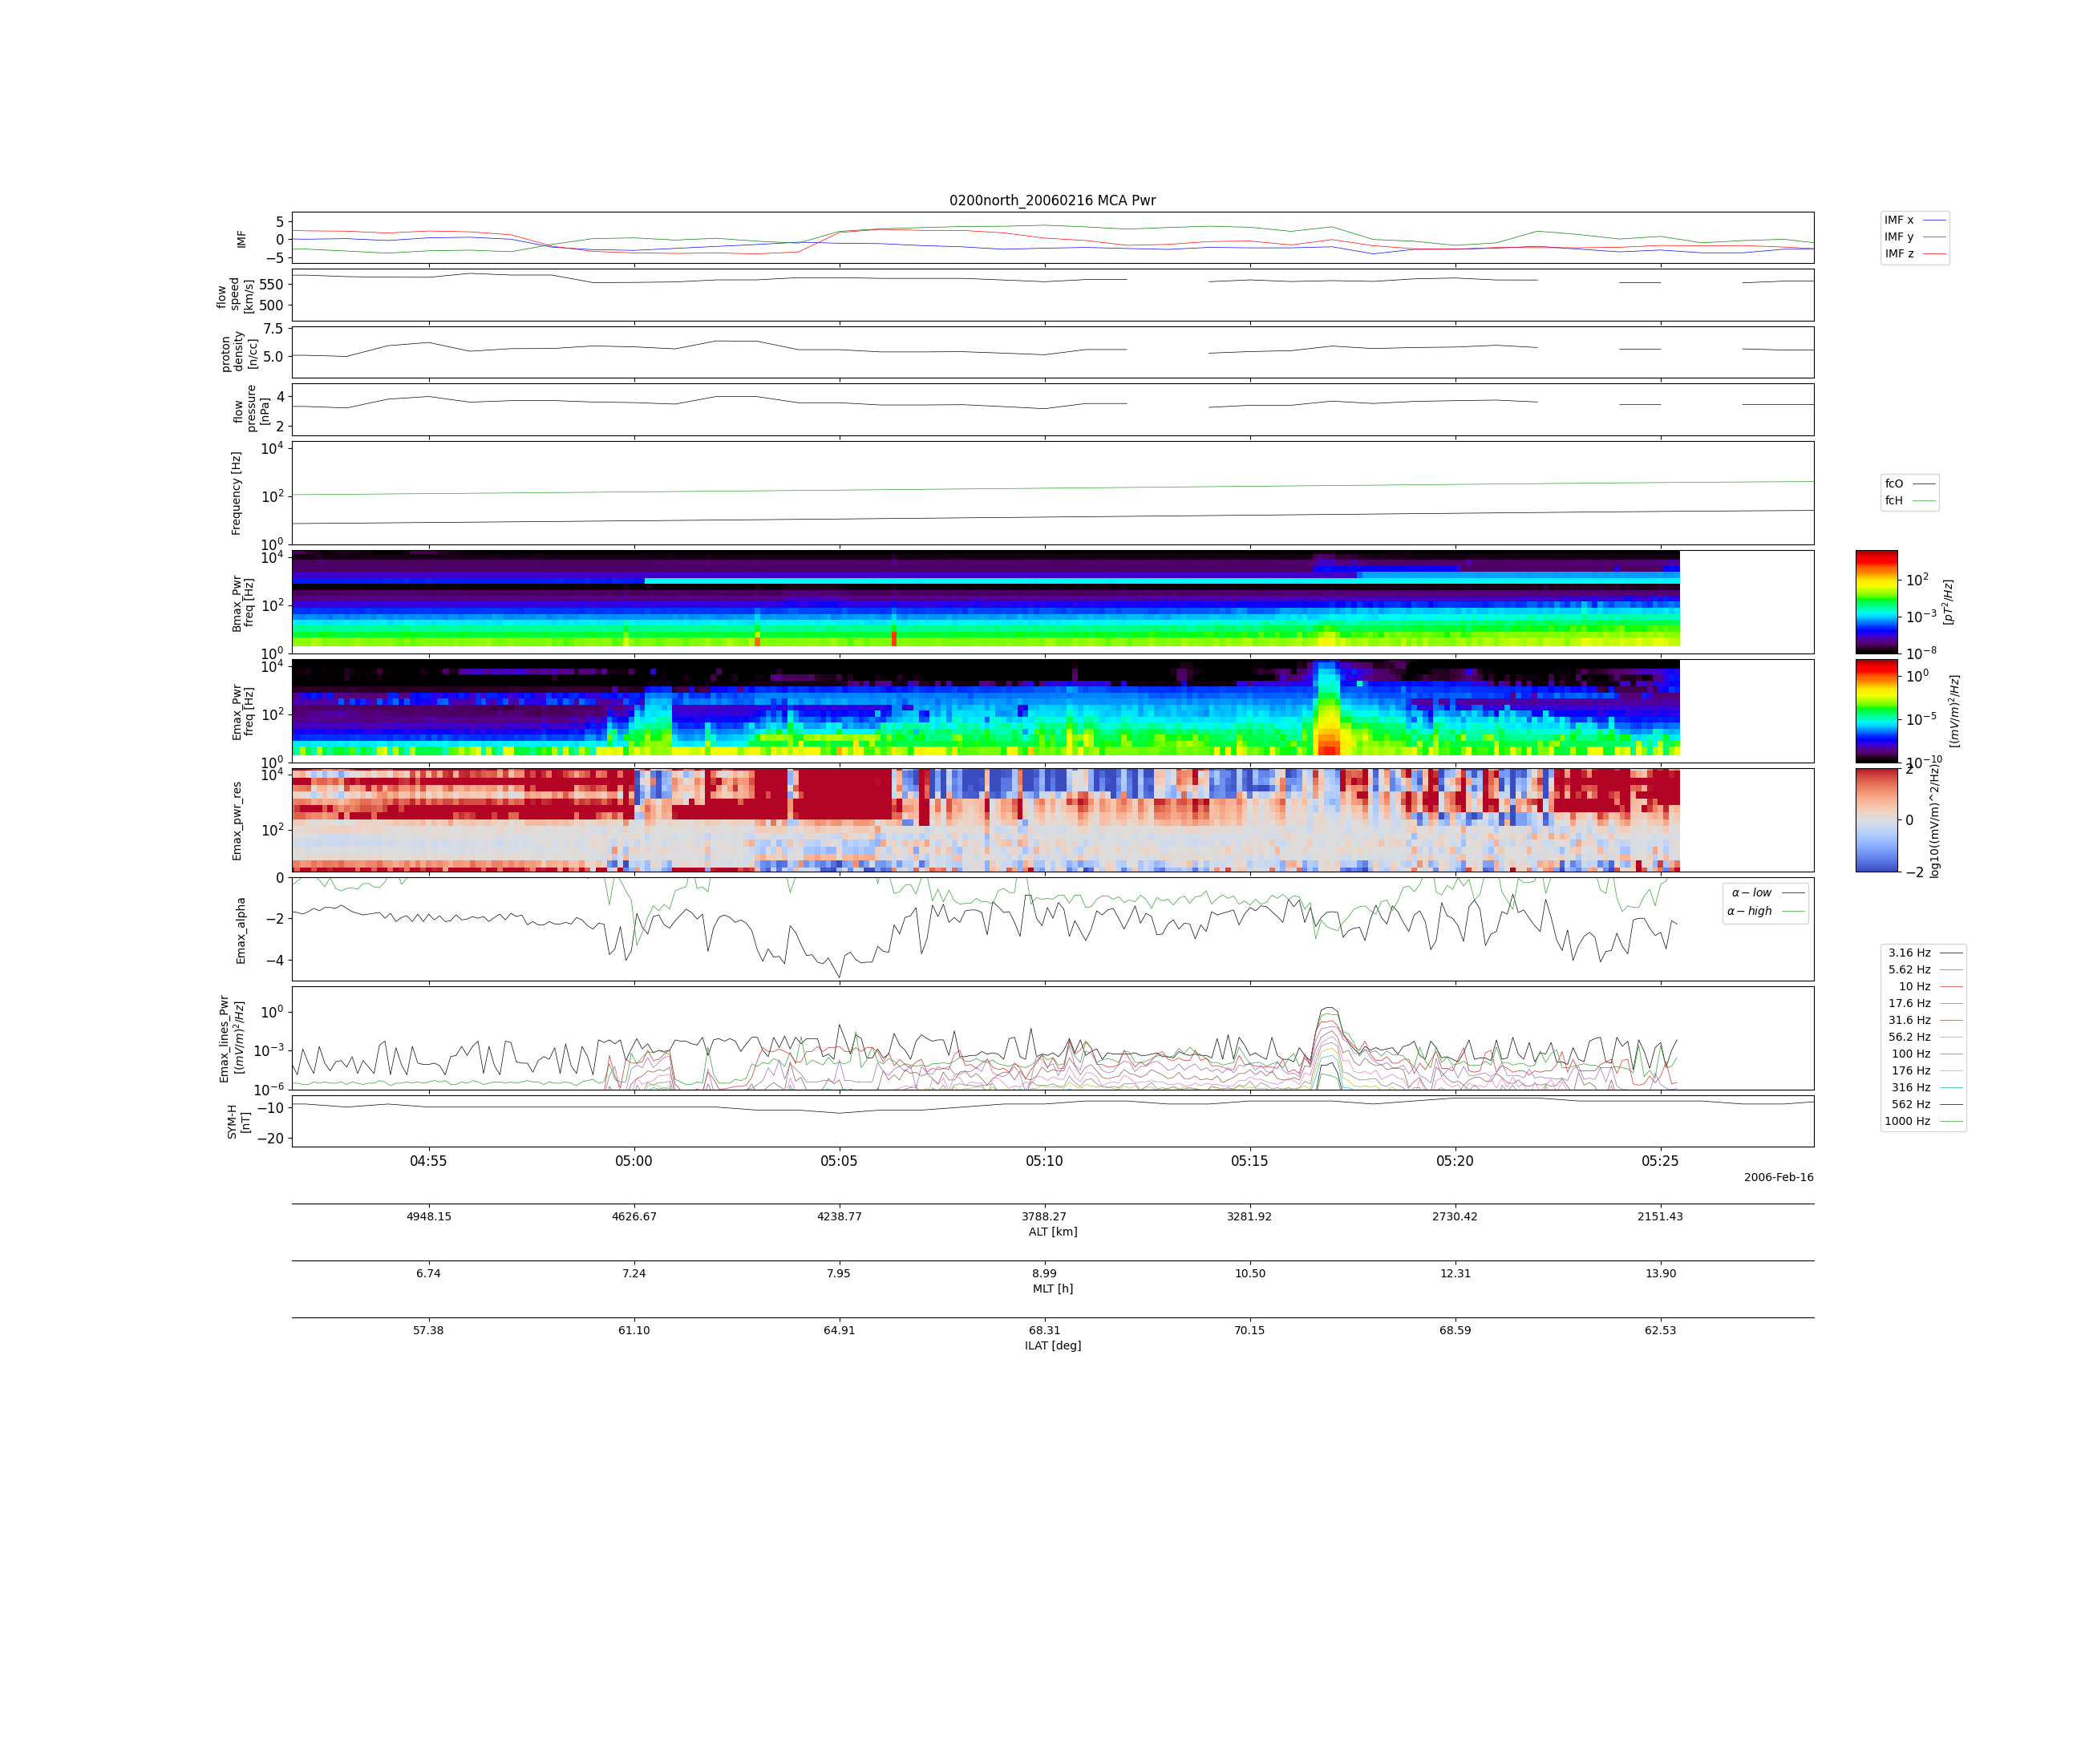 0200north_20060216 MCA Pwr
IMF
5
0
−5
IMF x
IMF y
IMF z
flow
speed
[km/s]
550
500
proton
density
[n/cc]
7.5
5.0
flow
pressure
[nPa]
4
2
Frequency [Hz]
10^4
10^2
10^0
fcO
fcH
Bmax_Pwr
freq [Hz]
10^4
10^2
10^0
10^2
10^−3
10^−8
[pT^2/Hz]
Emax_Pwr
freq [Hz]
10^4
10^2
10^0
10^0
10^−5
10^−10
[(mV/m)^2/Hz]
Emax_pwr_res
10^4
10^2
2
0
−2
log10((mV/m)^2/Hz)
Emax_alpha
0
−2
−4
α − low
α − high
Emax_lines_Pwr
[(mV/m)^2/Hz]
10^0
10^−3
10^−6
3.16 Hz
5.62 Hz
10 Hz
17.6 Hz
31.6 Hz
56.2 Hz
100 Hz
176 Hz
316 Hz
562 Hz
1000 Hz
SYM-H
[nT]
−10
−20
04:55 05:00 05:05 05:10 05:15 05:20 05:25
2006-Feb-16
4948.15 4626.67 4238.77 3788.27 3281.92 2730.42 2151.43
ALT [km]
6.74 7.24 7.95 8.99 10.50 12.31 13.90
MLT [h]
57.38 61.10 64.91 68.31 70.15 68.59 62.53
ILAT [deg]